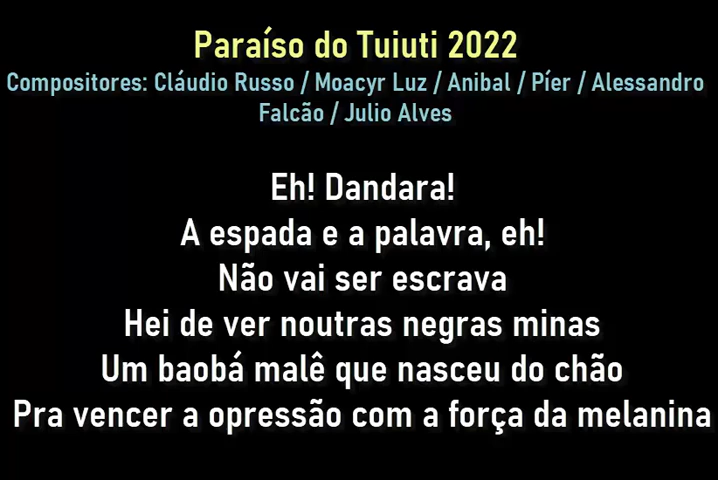 Paraíso do Tuiuti 2022
Compositores: Cláudio Russo / Moacyr Luz / Anibal / Píer / Alessandro
Falcão / Julio Alves
Eh! Dandara!
A espada e a palavra, eh!
Não vai ser escrava
Hei de ver noutras negras minas
Um baobá malê que nasceu do chão
Pra vencer a opressão com a força da melanina